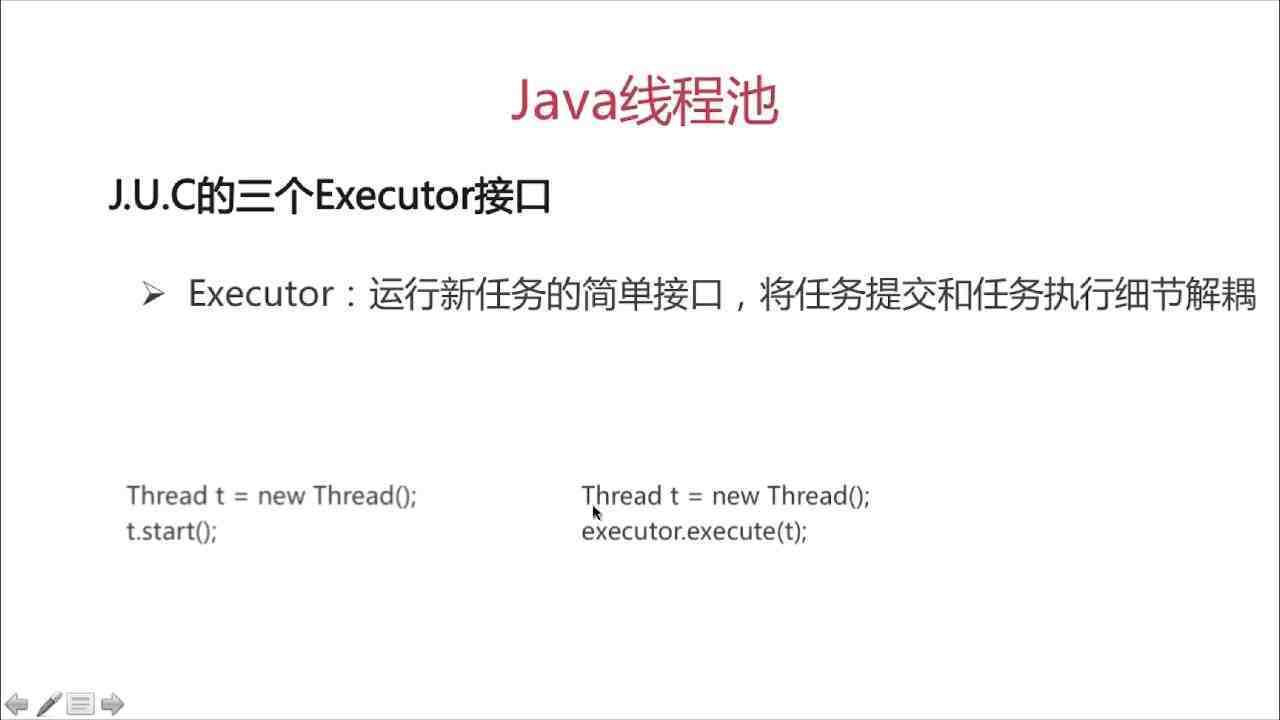 Java线程池
J.U.C的三个Executor接口
Executor：运行新任务的简单接口，将任务提交和任务执行细节解耦
Thread t = new Thread();
t.start();
Thread t = new Thread();
executor.execute(t);